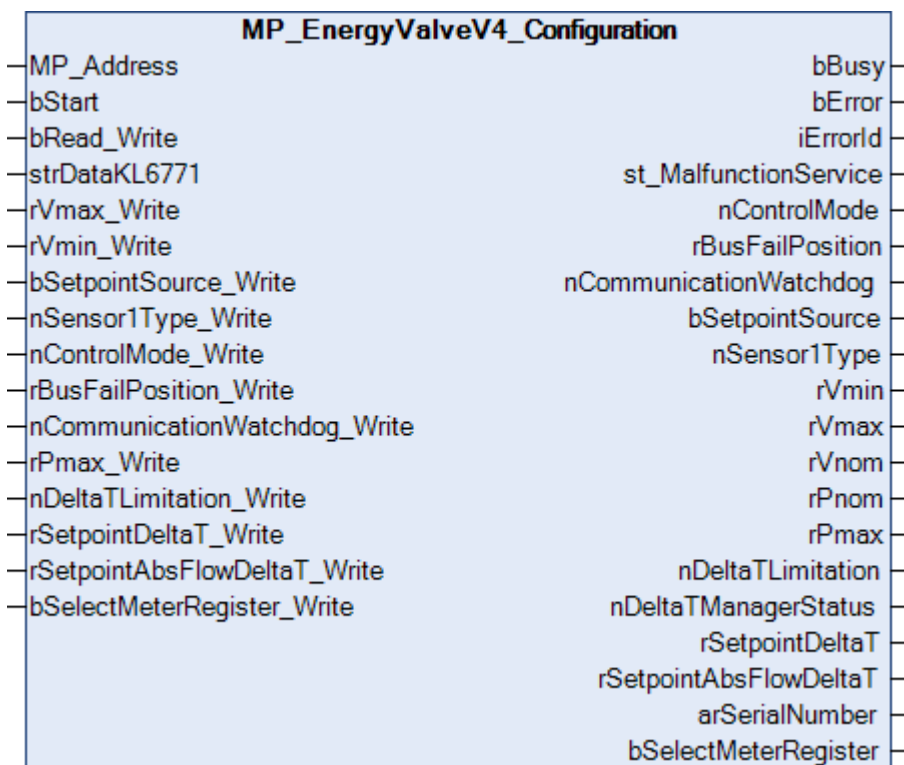 MP_EnergyValveV4_Configuration
MP_Address bBusy
bStart bError
bRead_Write iErrorId
strDataKL6771 st_MalfunctionService
rVmax_Write nControlMode
rVmin_Write rBusFailPosition
bSetpointSource_Write nCommunicationWatchdog
nSensor1Type_Write bSetpointSource
nControlMode_Write nSensor1Type
rBusFailPosition_Write rVmin
nCommunicationWatchdog_Write rVmax
rPmax_Write rVnom
nDeltaTLimitation_Write rPnom
rSetpointDeltaT_Write rPmax
rSetpointAbsFlowDeltaT_Write nDeltaTLimitation
bSelectMeterRegister_Write nDeltaTManagerStatus
rSetpointDeltaT
rSetpointAbsFlowDeltaT
arSerialNumber
bSelectMeterRegister